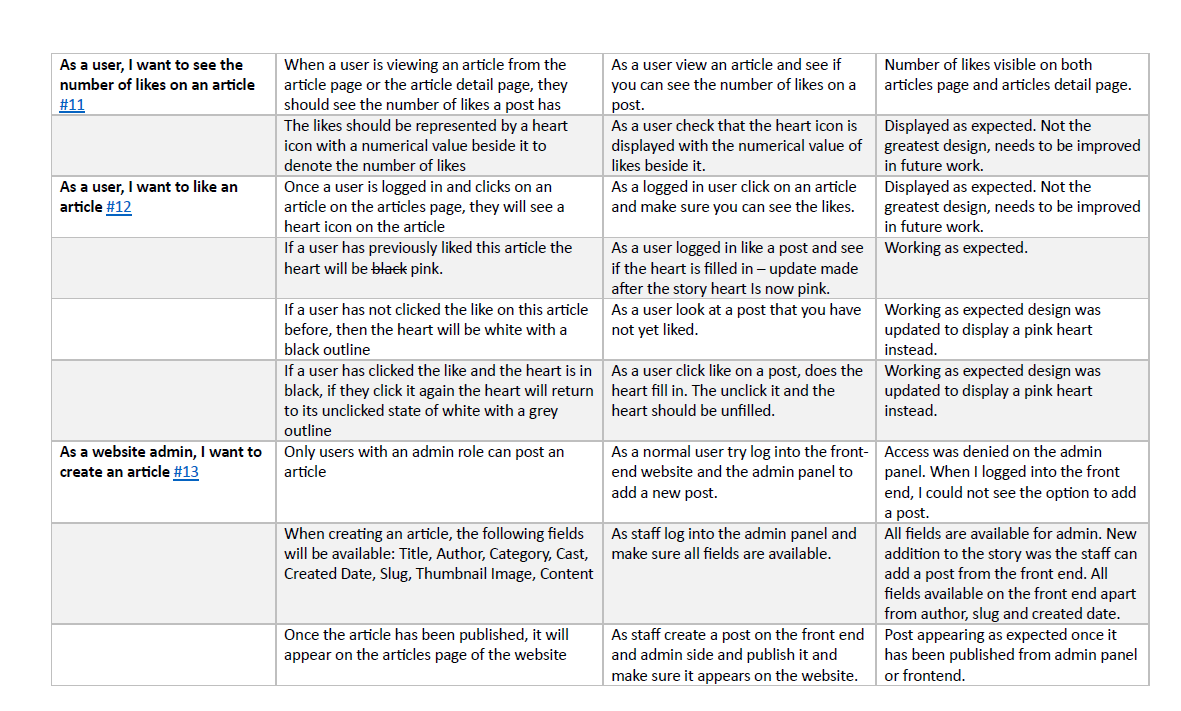 As a user, I want to see the
number of likes on an article
#11
When a user is viewing an article from the
article page or the article detail page, they
should see the number of likes a post has
As a user view an article and see if
you can see the number of likes on a
post.
Number of likes visible on both
articles page and articles detail page.
The likes should be represented by a heart
icon with a numerical value beside it to
denote the number of likes
As a user check that the heart icon is
displayed with the numerical value of
likes beside it.
Displayed as expected. Not the
greatest design, needs to be improved
in future work.
As a user, I want to like an
article #12
Once a user is logged in and clicks on an
article on the articles page, they will see a
heart icon on the article
As a logged in user click on an article
and make sure you can see the likes.
Displayed as expected. Not the
greatest design, needs to be improved
in future work.
If a user has previously liked this article the
heart will be black pink.
As a user logged in like a post and see
if the heart is filled in – update made
after the story heart Is now pink.
Working as expected.
If a user has not clicked the like on this article
before, then the heart will be white with a
black outline
As a user look at a post that you have
not yet liked.
Working as expected design was
updated to display a pink heart
instead.
If a user has clicked the like and the heart is in
black, if they click it again the heart will return
to its unclicked state of white with a grey
outline
As a user click like on a post, does the
heart fill in. The unclick it and the
heart should be unfilled.
Working as expected design was
updated to display a pink heart
instead.
As a website admin, I want to
create an article #13
Only users with an admin role can post an
article
As a normal user try log into the front-
end website and the admin panel to
add a new post.
Access was denied on the admin
panel. When I logged into the front
end, I could not see the option to add
a post.
When creating an article, the following fields
will be available: Title, Author, Category, Cast,
Created Date, Slug, Thumbnail Image, Content
As staff log into the admin panel and
make sure all fields are available.
All fields are available for admin. New
addition to the story was the staff can
add a post from the front end. All
fields available on the front end apart
from author, slug and created date.
Once the article has been published, it will
appear on the articles page of the website
As staff create a post on the front end
and admin side and publish it and
make sure it appears on the website.
Post appearing as expected once it
has been published from admin panel
or frontend.